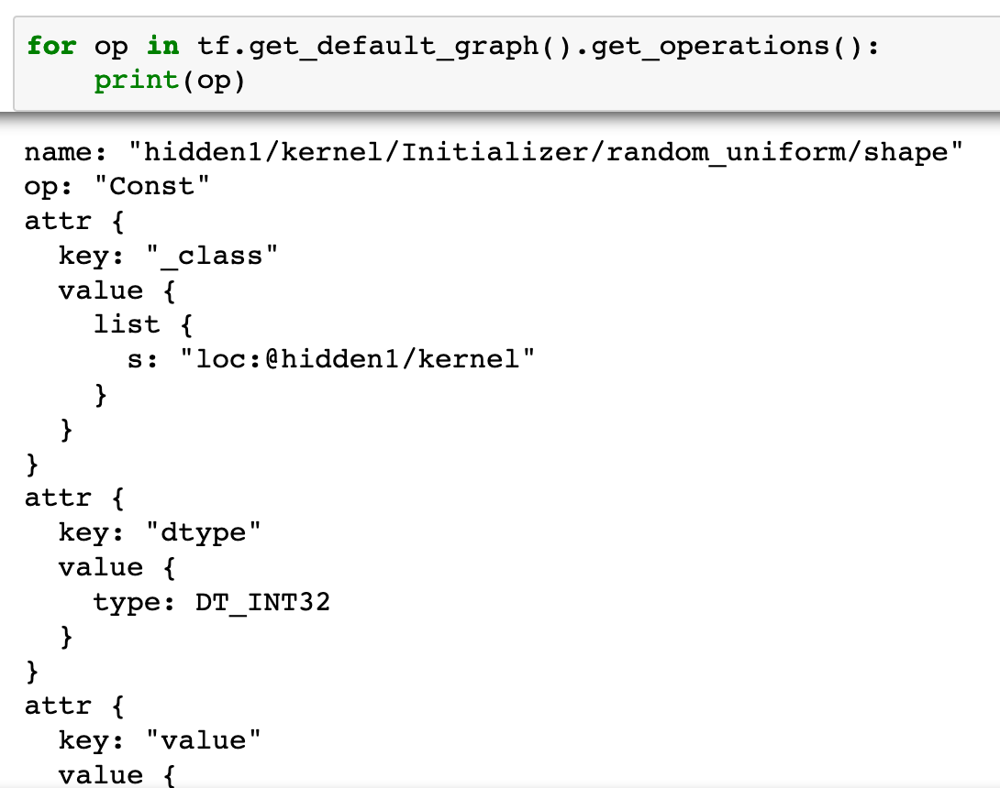 for op in tf.get_default_graph().get_operations():
    print(op)
name: "hidden1/kernel/Initializer/random_uniform/shape"
op: "Const"
attr {
  key: "_class"
  value {
    list {
      s: "loc:@hidden1/kernel"
    }
  }
}
attr {
  key: "dtype"
  value {
    type: DT_INT32
  }
}
attr {
  key: "value"
  value {